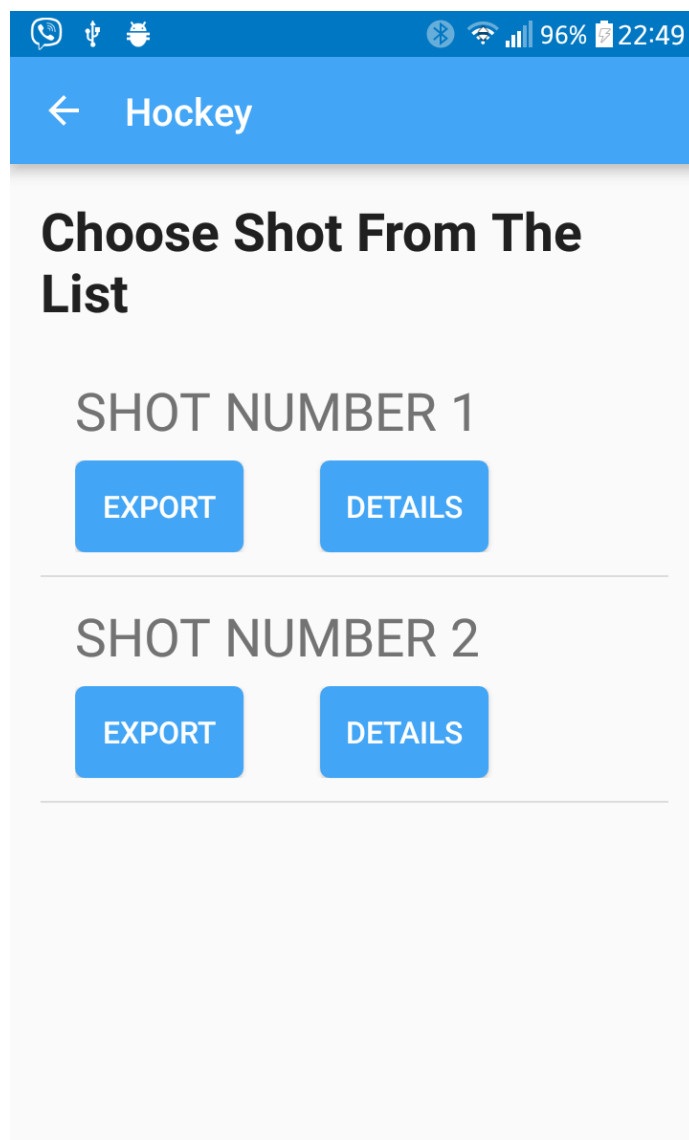 96% 22:49
Hockey
Choose Shot From The
List
SHOT NUMBER 1
EXPORT DETAILS
SHOT NUMBER 2
EXPORT DETAILS